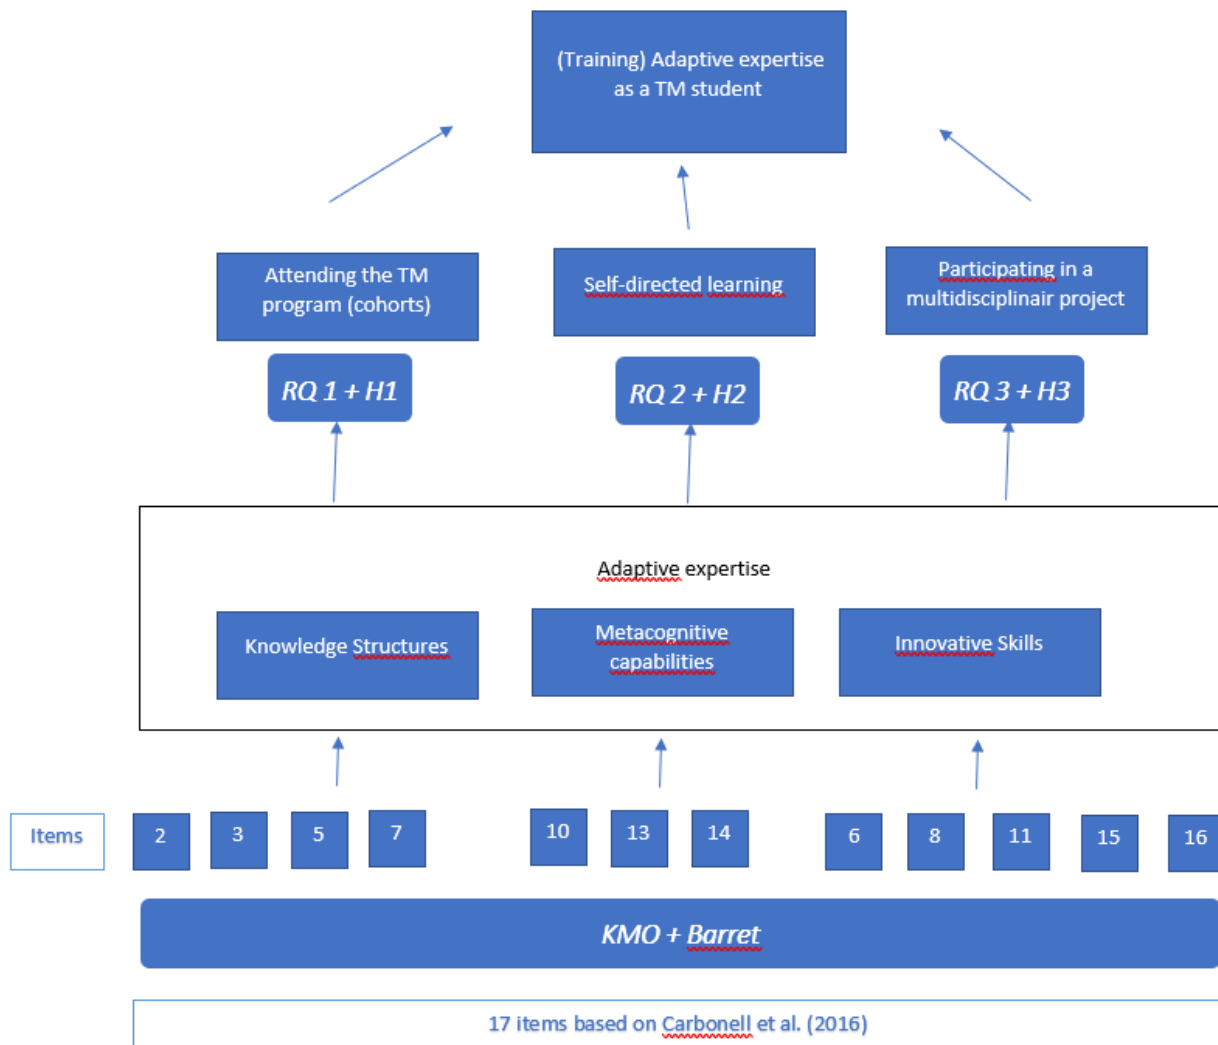 (Training) Adaptive expertise
as a TM student
Attending the TM
program (cohorts)
Self-directed learning
Participating in a
multidisciplinair project
RQ 1 + H1
RQ 2 + H2
RQ 3 + H3
Adaptive expertise
Knowledge Structures
Metacognitive
capabilities
Innovative Skills
Items
2
3
5
7
10
13
14
6
8
11
15
16
KMO + Barret
17 items based on Carbonell et al. (2016)